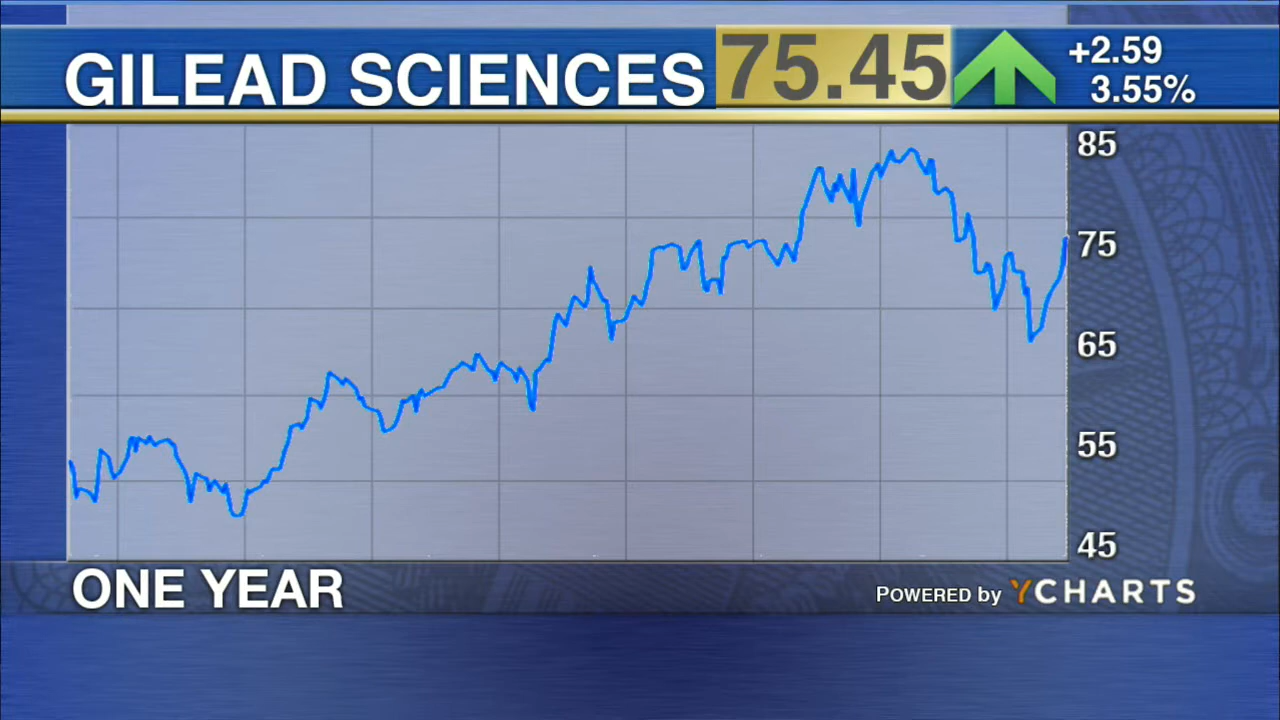 GILEAD SCIENCES 75.45 +2.59
3.55%
85
75
65
55
45
ONE YEAR
POWERED by YCHARTS